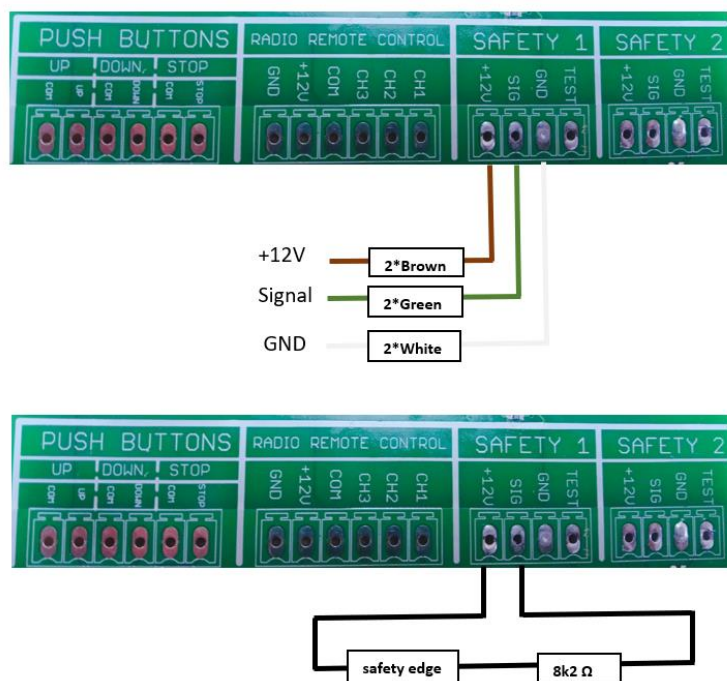 PUSH BUTTONS RADIO REMOTE CONTROL SAFETY 1 SAFETY 2
UP DOWN, STOP
COM UP COM DOWN COM STOP GND +12V COM CH3 CH2 CH1 +12V SIG GND TEST +12V SIG GND TEST
+12V 2*Brown
Signal 2*Green
GND 2*White
PUSH BUTTONS RADIO REMOTE CONTROL SAFETY 1 SAFETY 2
UP DOWN, STOP
COM UP COM DOWN COM STOP GND +12V COM CH3 CH2 CH1 +12V SIG GND TEST +12V SIG GND TEST
safety edge 8k2 Ω